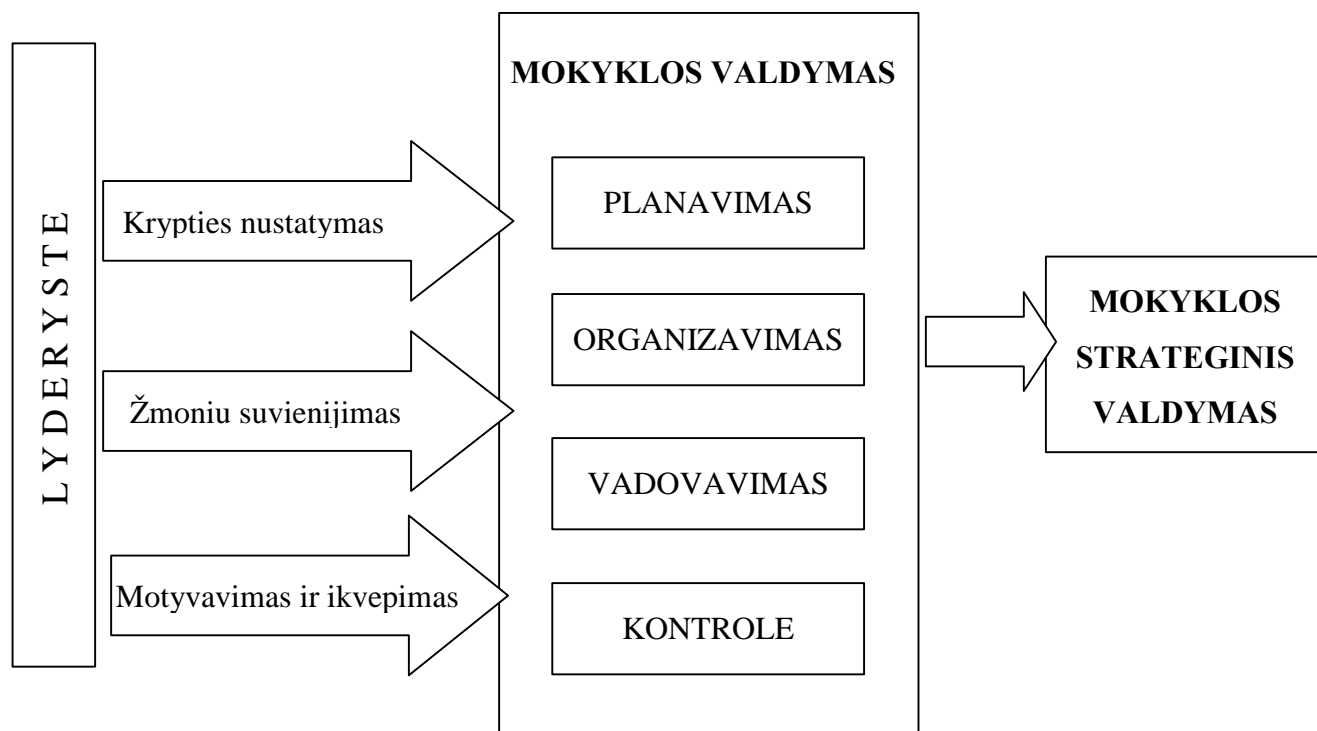 LYDERYSTE
Krypties nustatymas
Žmoniu suvienijimas
Motyvavimas ir ikvepimas
MOKYKLOS VALDYMAS
PLANAVIMAS
ORGANIZAVIMAS
VADOVAVIMAS
KONTROLE
MOKYKLOS
STRATEGINIS
VALDYMAS